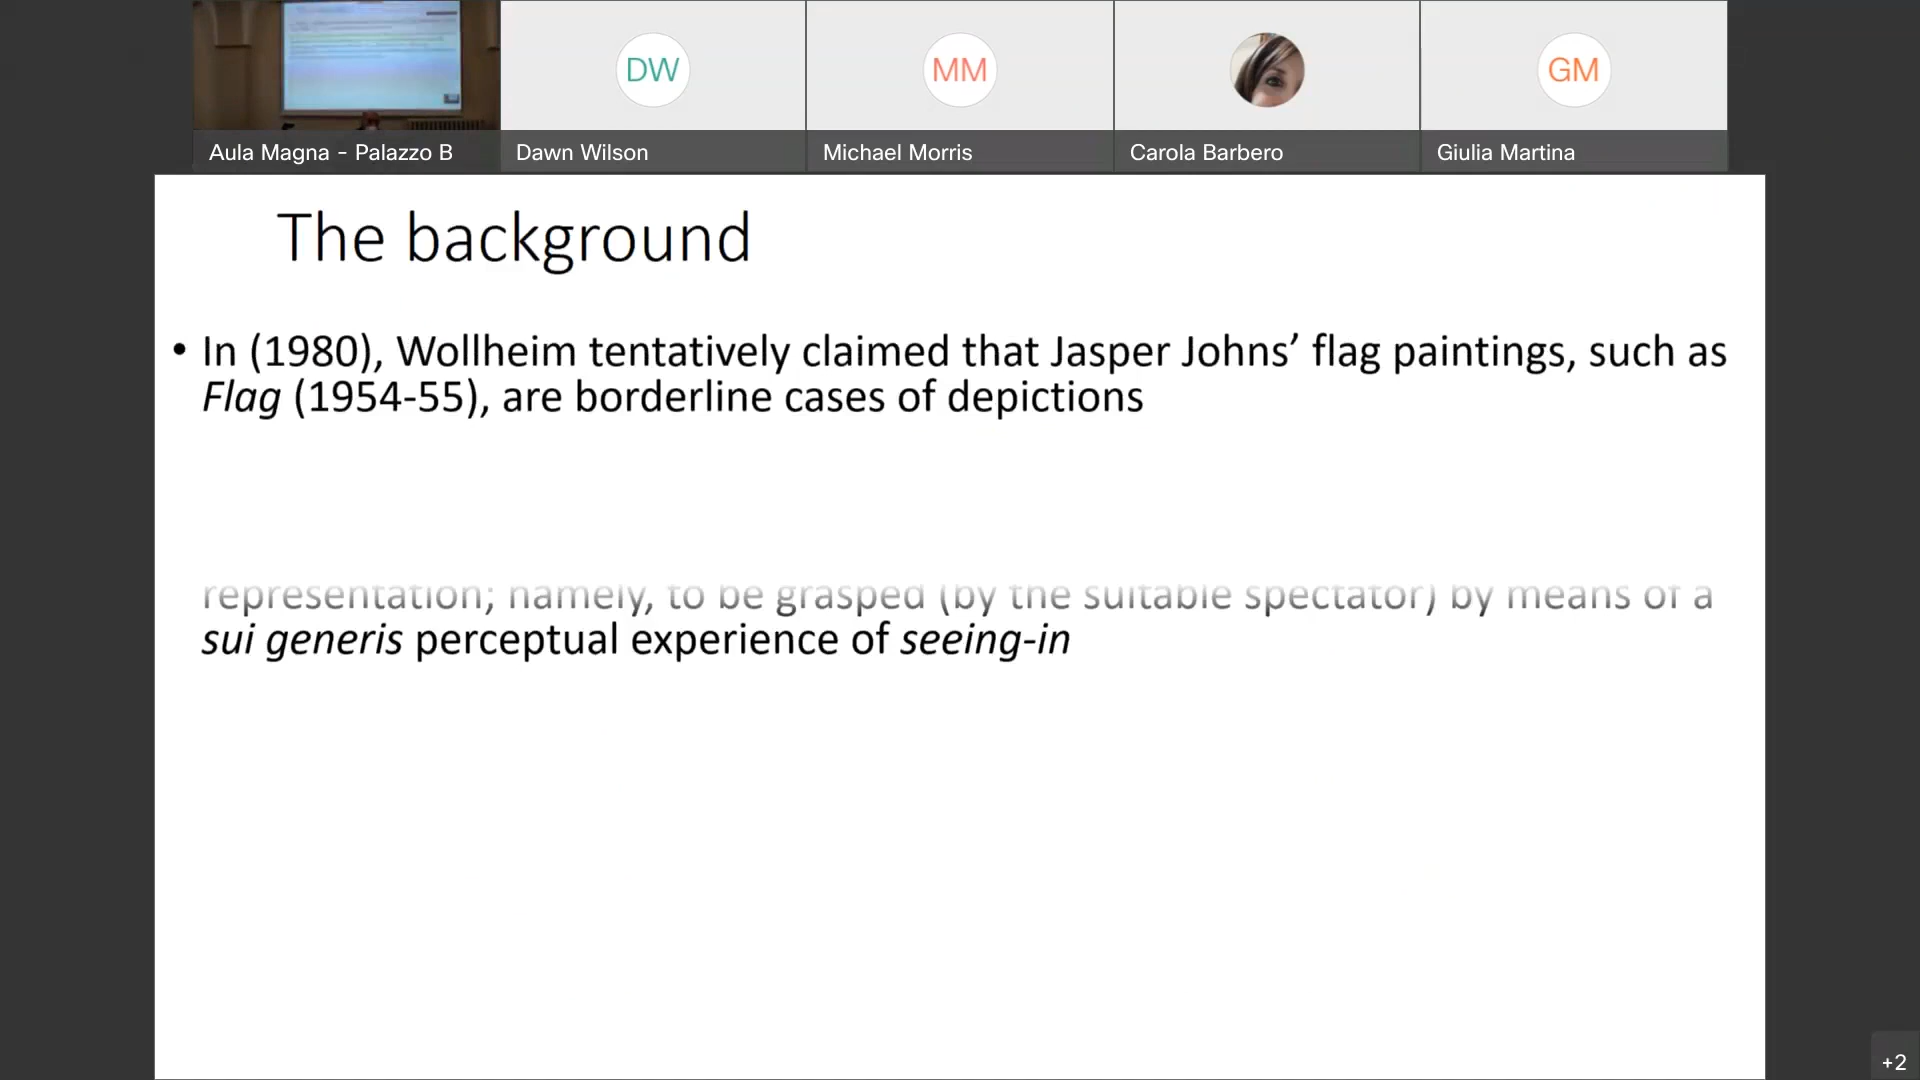 DW
MM
GM
Aula Magna - Palazzo B
Dawn Wilson
Michael Morris
Carola Barbero
Giulia Martina
The background
• In (1980), Wollheim tentatively claimed that Jasper Johns’ flag paintings, such as
Flag (1954-55), are borderline cases of depictions
representation; namely, to be grasped (by the suitable spectator) by means of a
sui generis perceptual experience of seeing-in
+2